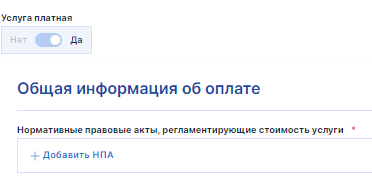 Услуга платная
Нет Да
Общая информация об оплате
Нормативные правовые акты, регламентирующие стоимость услуги *
+ Добавить НПА